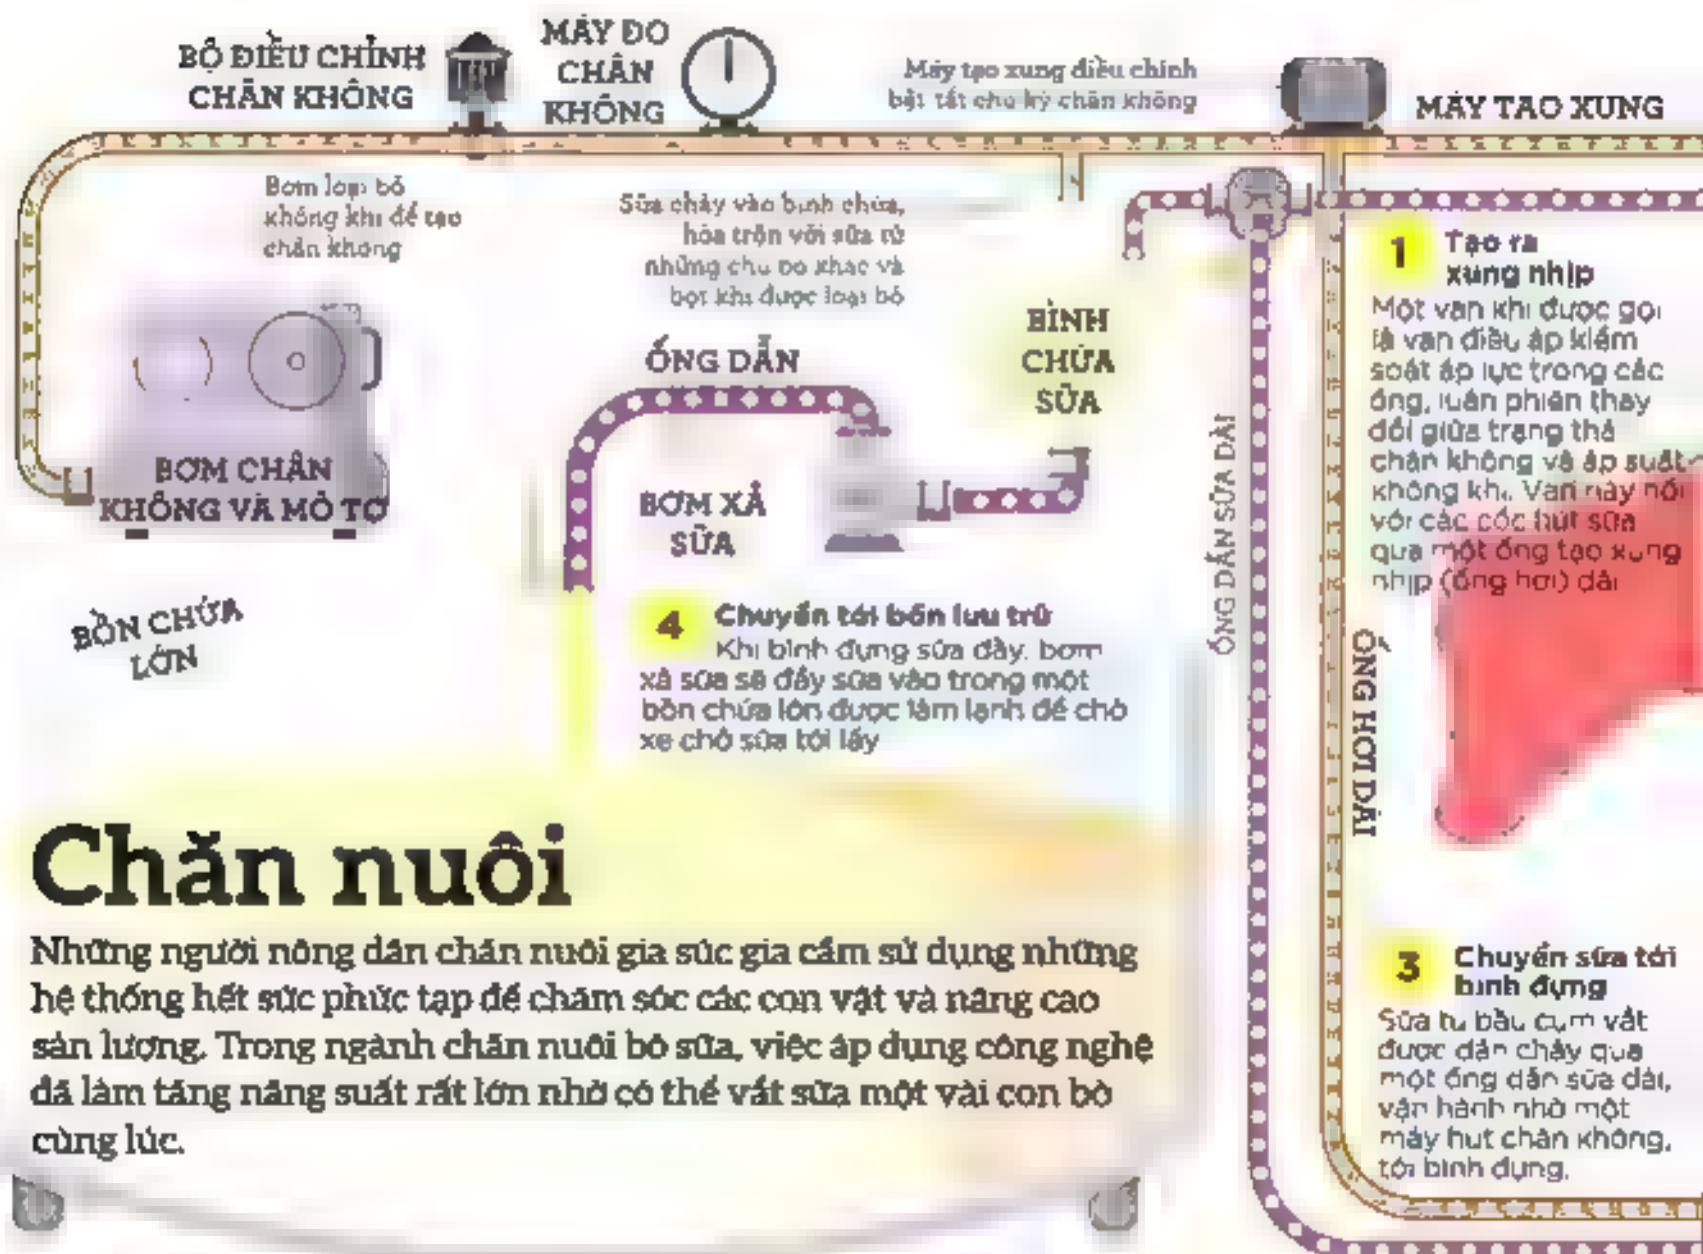 BỘ ĐIỀU CHỈNH
CHÂN KHÔNG
MÁY ĐO
CHÂN
KHÔNG
Máy tạo xung điều chỉnh
bật tắt chu kỳ chân không
MÁY TẠO XUNG
Bơm loại bỏ
không khí để tạo
chân không
Sữa chảy vào bình chứa,
hòa trộn với sữa từ
những chú bò khác và
bọt khí được loại bỏ
BÌNH
CHỨA
SỮA
ỐNG DẪN
BƠM CHÂN
KHÔNG VÀ MÔ TƠ
BƠM XẢ
SỮA
BỒN CHỨA
LỚN
ỐNG DẪN SỮA DÀI
ỐNG HƠI DÀI
1 Tạo ra
xung nhịp
Một van khí được gọi
là van điều áp kiểm
soát áp lực trong các
ống, luân phiên thay
đổi giữa trạng thá
chân không và áp suất
không khí. Van này nối
với các cốc hút sữa
qua một ống tạo xung
nhịp (ống hơi) dài
4 Chuyển tới bồn lưu trữ
Khi bình đựng sữa đầy, bơm
xả sữa sẽ đẩy sữa vào trong một
bồn chứa lớn được làm lạnh để chờ
xe chở sữa tới lấy
Chăn nuôi
Những người nông dân chăn nuôi gia súc gia cầm sử dụng những
hệ thống hết sức phức tạp để chăm sóc các con vật và nâng cao
sản lượng. Trong ngành chăn nuôi bò sữa, việc áp dụng công nghệ
đã làm tăng năng suất rất lớn nhờ có thể vắt sữa một vài con bò
cùng lúc.
3 Chuyển sữa tới
bình đựng
Sữa từ bầu cụm vắt
được dẫn chảy qua
một ống dẫn sữa dài,
vận hành nhờ một
máy hút chân không,
tới bình đựng.